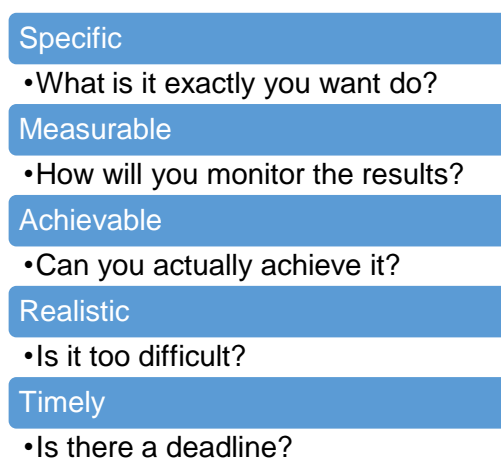 Specific
•What is it exactly you want do?
Measurable
•How will you monitor the results?
Achievable
•Can you actually achieve it?
Realistic
•Is it too difficult?
Timely
•Is there a deadline?